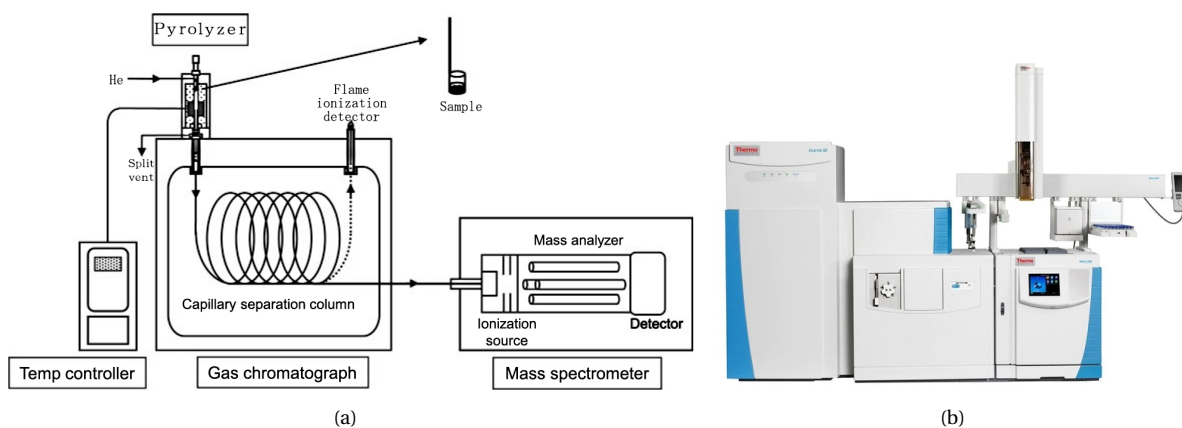 Pyrolyzer
He
Flame
ionization
detector
Sample
Split
vent
Capillary separation column
Mass analyzer
Ionization
source
Detector
Temp controller
Gas chromatograph
Mass spectrometer
Thermo
Thermo
(a)
(b)